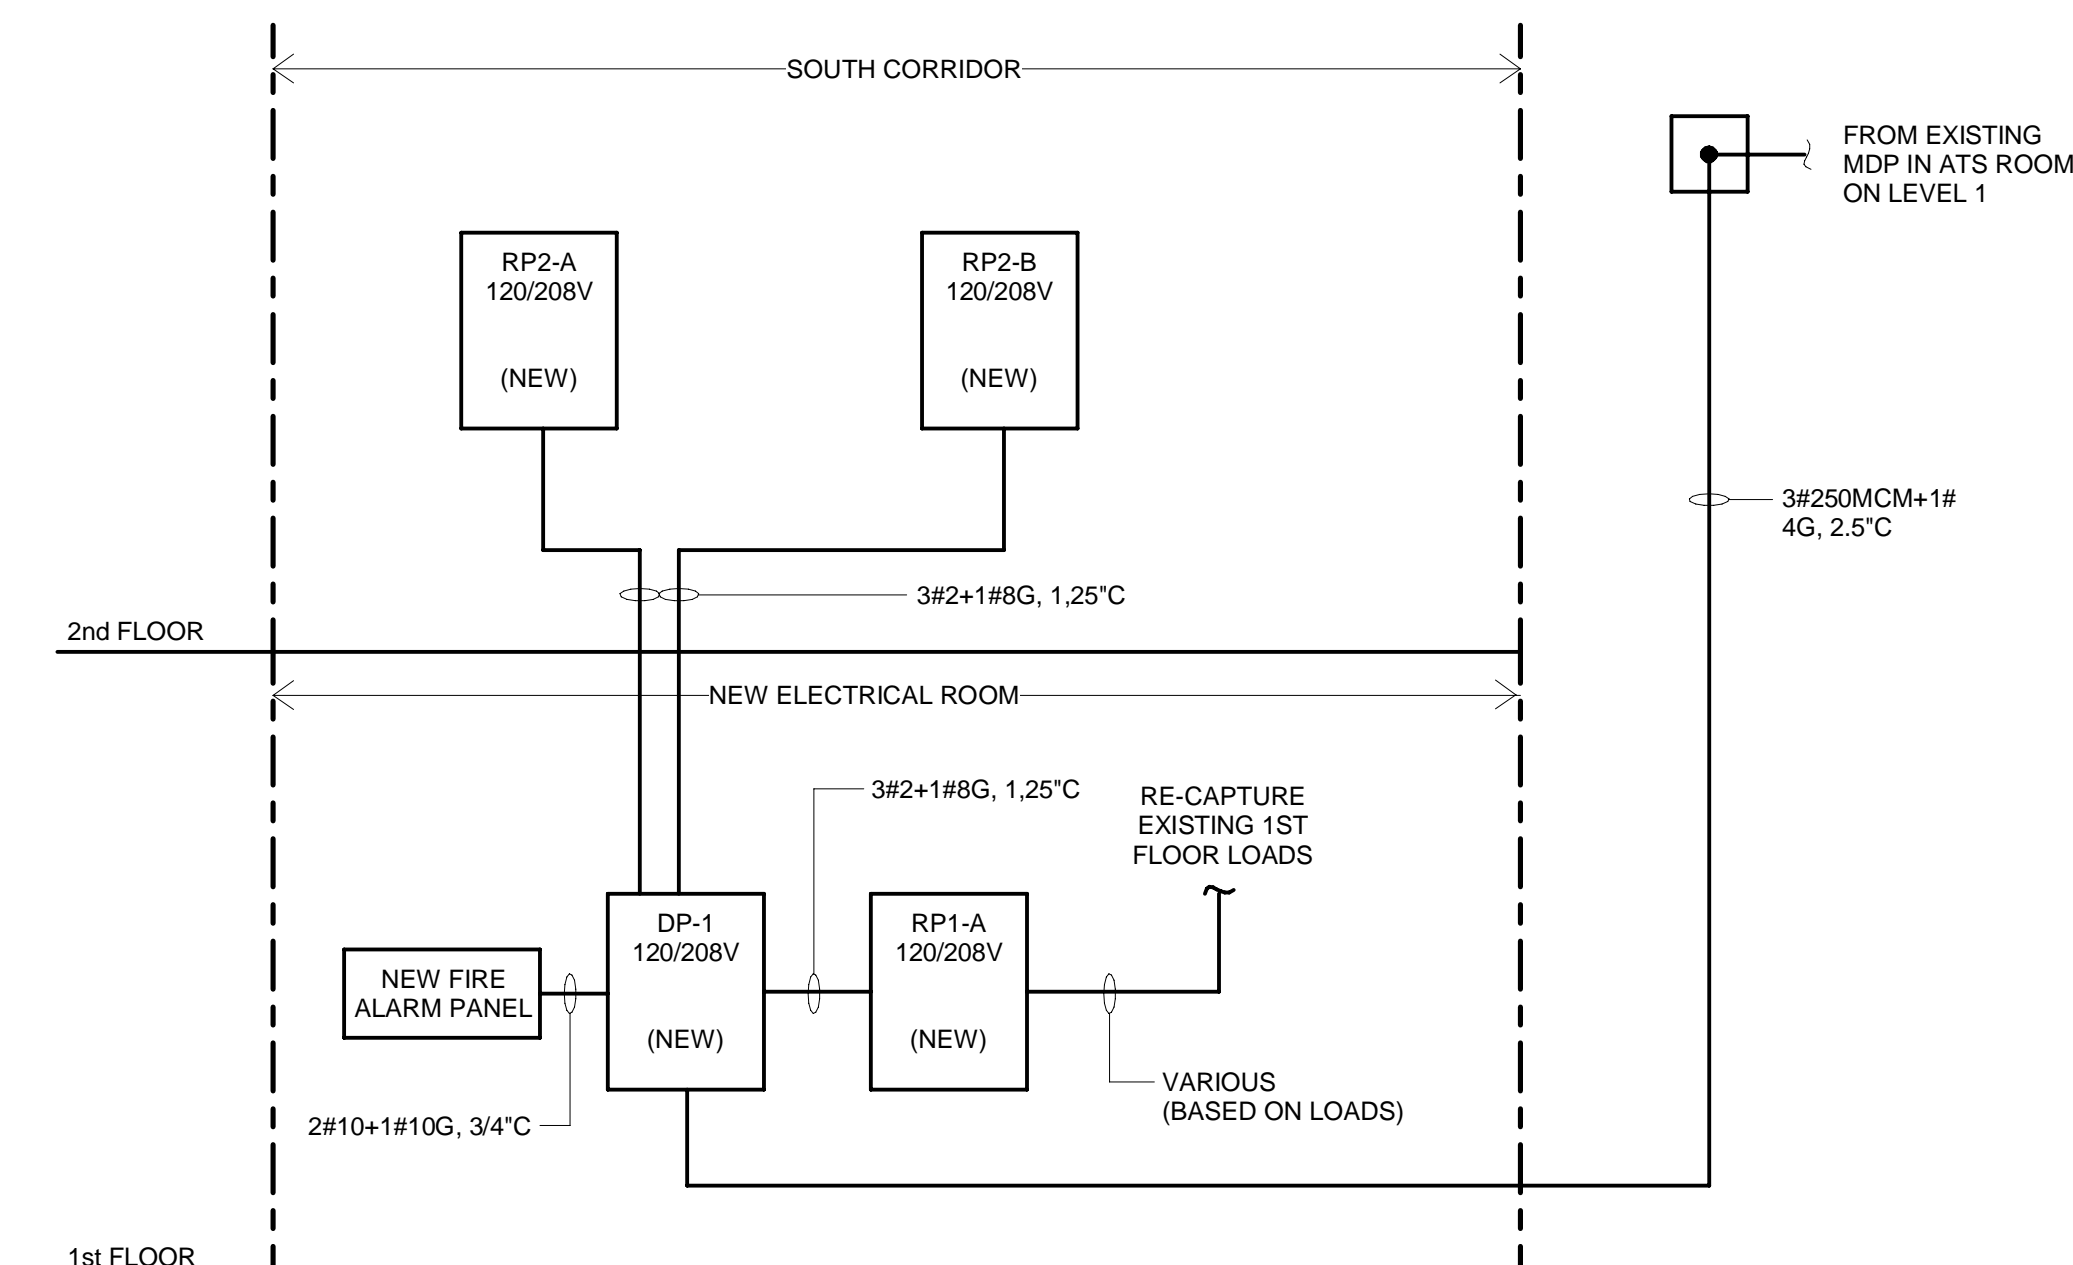 SOUTH CORRIDOR
FROM EXISTING
MDP IN ATS ROOM
ON LEVEL 1
RP2-A
120/208V
(NEW)
RP2-B
120/208V
(NEW)
3#250MCM+1#
4G, 2.5"C
3#2+1#8G, 1,25"C
2nd FLOOR
NEW ELECTRICAL ROOM
3#2+1#8G, 1,25"C
RE-CAPTURE
EXISTING 1ST
FLOOR LOADS
DP-1
120/208V
(NEW)
RP1-A
120/208V
(NEW)
NEW FIRE
ALARM PANEL
VARIOUS
(BASED ON LOADS)
2#10+1#10G, 3/4"C
1st FLOOR